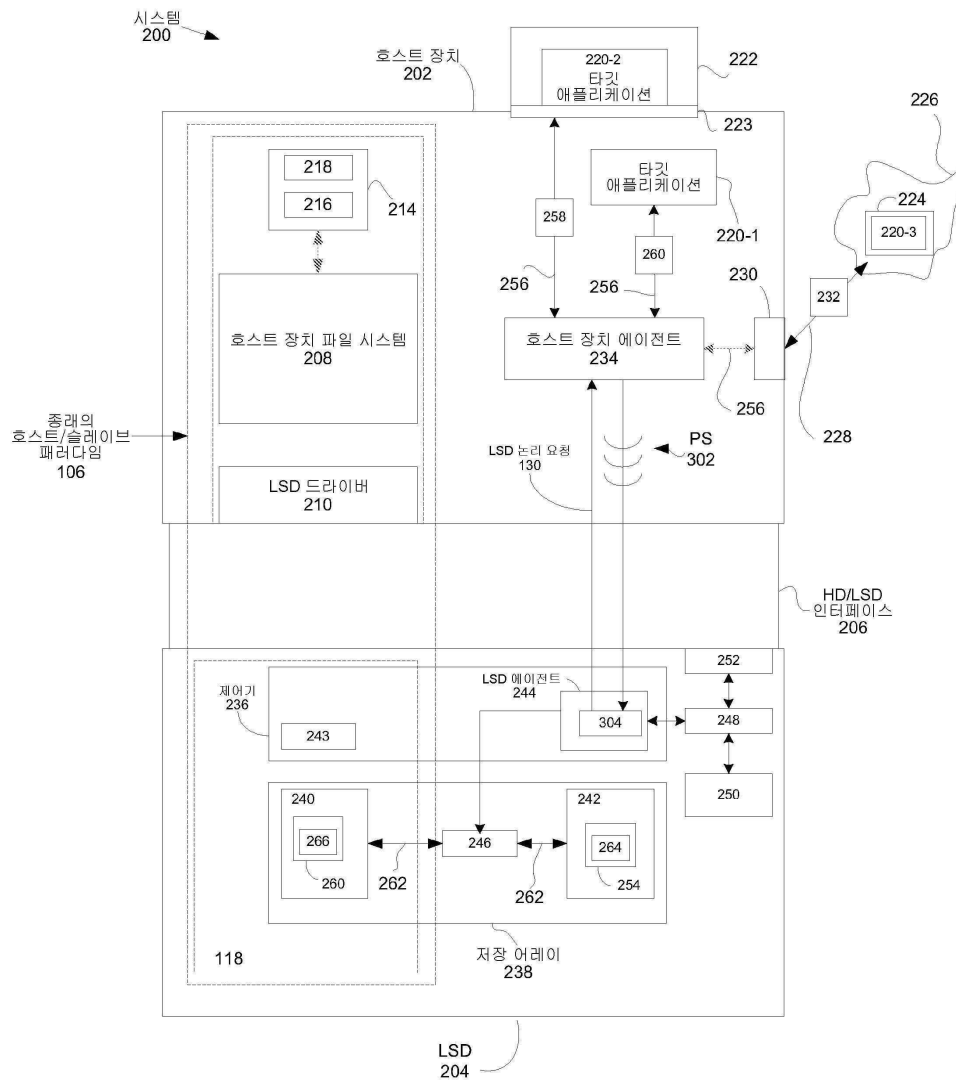 시스템
200
호스트 장치
202
220-2
타깃
애플리케이션
222
223
226
218
216
214
타깃
애플리케이션
220-1
224
220-3
258
260
256
256
230
232
호스트 장치 파일 시스템
208
호스트 장치 에이전트
234
256
228
종래의
호스트/슬레이브
패러다임
106
LSD 논리 요청
130
PS
302
LSD 드라이버
210
HD/LSD
인터페이스
206
252
제어기
236
LSD 에이전트
244
243
304
248
250
240
242
266
246
264
260
262
262
254
118
저장 어레이
238
LSD
204